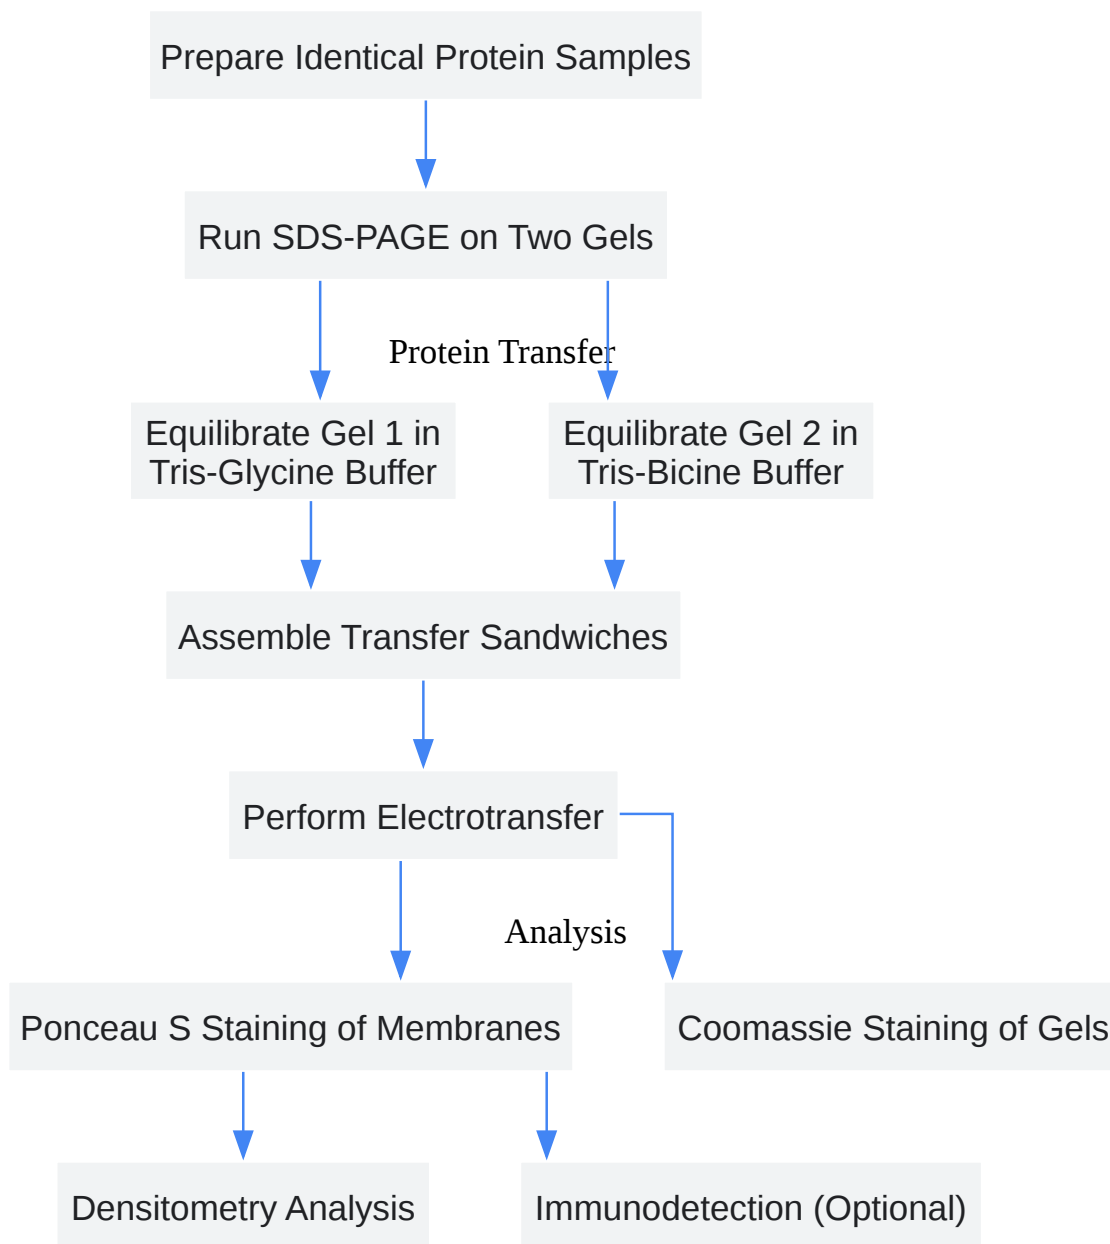 Prepare Identical Protein Samples
Run SDS-PAGE on Two Gels
Protein Transfer
Equilibrate Gel 1 in
Tris-Glycine Buffer
Equilibrate Gel 2 in
Tris-Bicine Buffer
Assemble Transfer Sandwiches
Perform Electrotransfer
Analysis
Ponceau S Staining of Membranes
Coomassie Staining of Gels
Densitometry Analysis
Immunodetection (Optional)